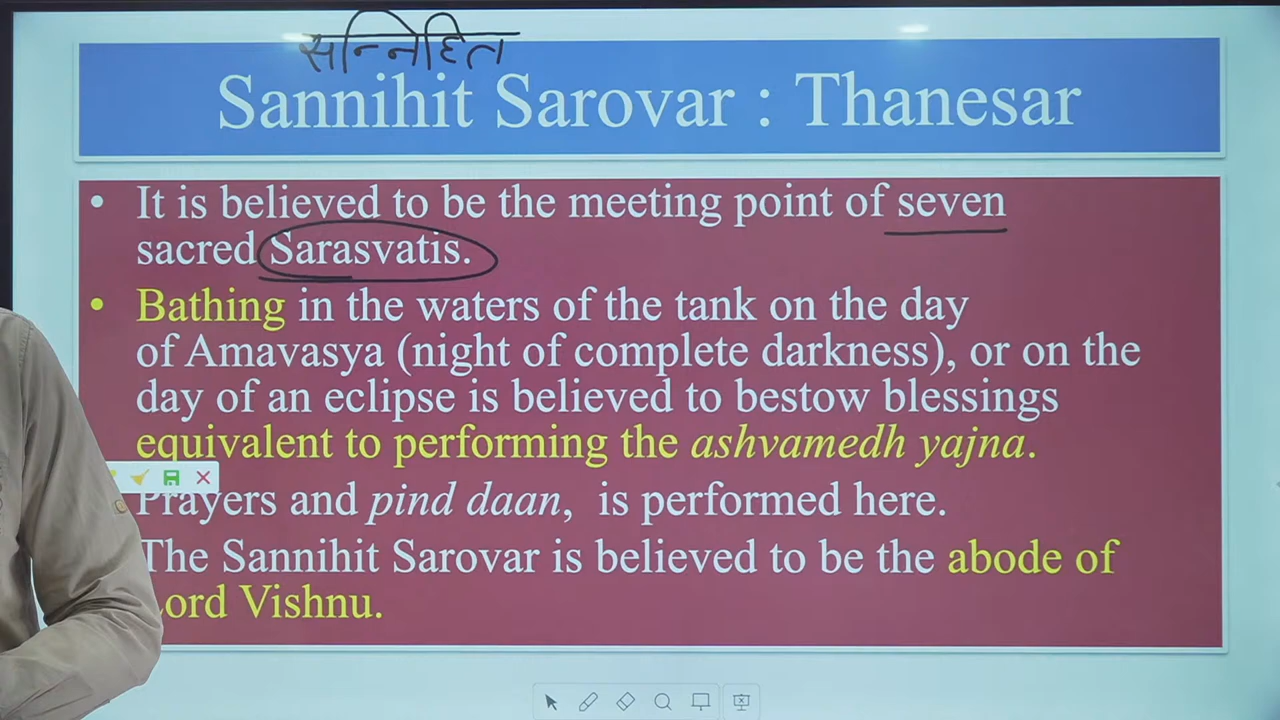 सन्निहित
Sannihit Sarovar : Thanesar
• It is believed to be the meeting point of seven
sacred Sarasvatis.
• Bathing in the waters of the tank on the day
of Amavasya (night of complete darkness), or on the
day of an eclipse is believed to bestow blessings
equivalent to performing the ashvamedh yajna.
Prayers and pind daan, is performed here.
The Sannihit Sarovar is believed to be the abode of
Lord Vishnu.